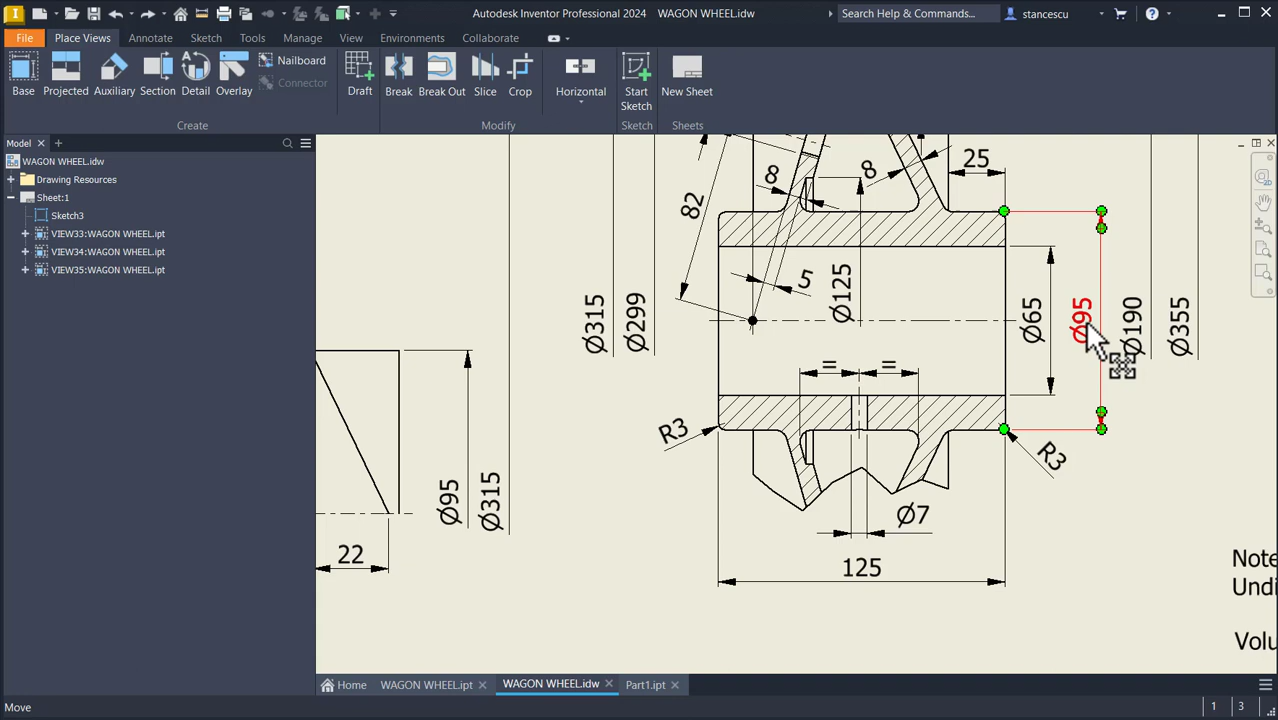 Autodesk Inventor Professional 2024 WAGON WHEEL.idw
Search Help & Commands...
stancescu
File Place Views Annotate Sketch Tools Manage View Environments Collaborate
Base Projected Auxiliary Section Detail Overlay
Nailboard
Connector
Draft
Break Break Out Slice Crop
Horizontal
Start Sketch
New Sheet
Create
Modify
Sketch
Sheets
Model
WAGON WHEEL.idw
Drawing Resources
Sheet:1
Sketch3
VIEW33:WAGON WHEEL.ipt
VIEW34:WAGON WHEEL.ipt
VIEW35:WAGON WHEEL.ipt
25
8
8
82
5
Ø125
Ø315
Ø299
Ø65
Ø95
Ø190
Ø355
= =
R3
R3
Ø95
Ø315
Ø7
22
125
Note
Undi
Volu
Home WAGON WHEEL.ipt WAGON WHEEL.idw Part1.ipt
Move
1 3